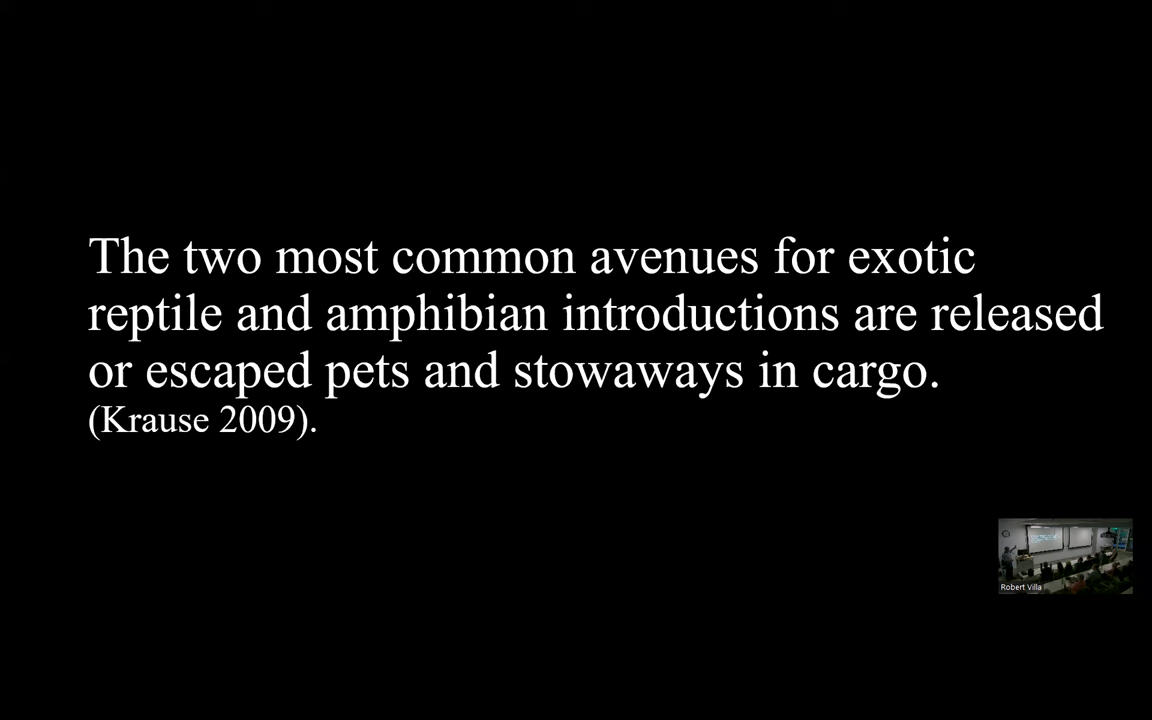 The two most common avenues for exotic
reptile and amphibian introductions are released
or escaped pets and stowaways in cargo.
(Krause 2009).
Robert Villa